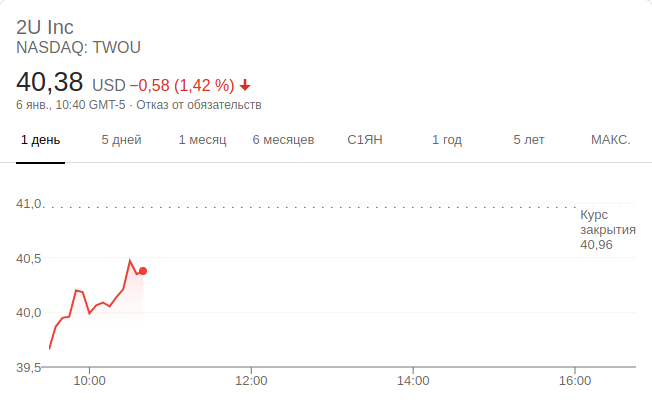 2U Inc
NASDAQ: TWOU
40,38 USD −0,58 (1,42 %)
6 янв., 10:40 GMT-5 · Отказ от обязательств
1 день 5 дней 1 месяц 6 месяцев С1ЯН 1 год 5 лет МАКС.
41,0
Курс
закрытия
40,96
40,5
40,0
39,5
10:00 12:00 14:00 16:00